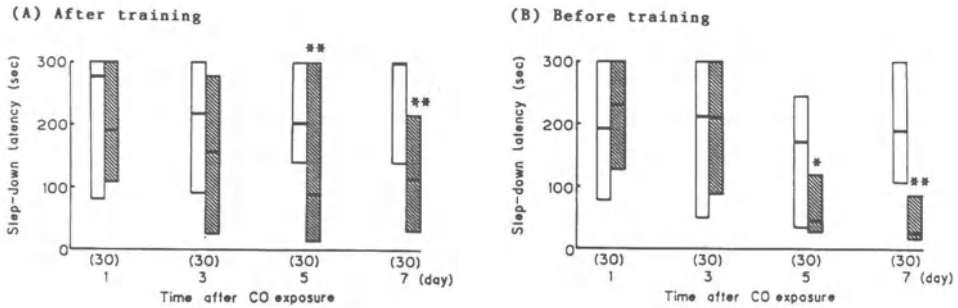 (A) After training
(B) Before training
Step-Down latency (sec)
300
200
100
0
**
**
(30) (30) (30) (30)
1 3 5 7 (day)
Time after CO exposure
Step-down latency (sec)
300
200
100
0
*
**
(30) (30) (30) (30)
1 3 5 7 (day)
Time after CO exposure